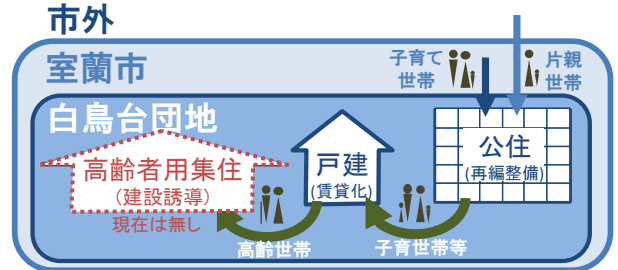 市外
室蘭市
子育て
世帯
片親
世帯
白鳥台団地
高齢者用集住
(建設誘導)
現在は無し
戸建
(賃貸化)
公住
(再編整備)
高齢世帯
子育世帯等